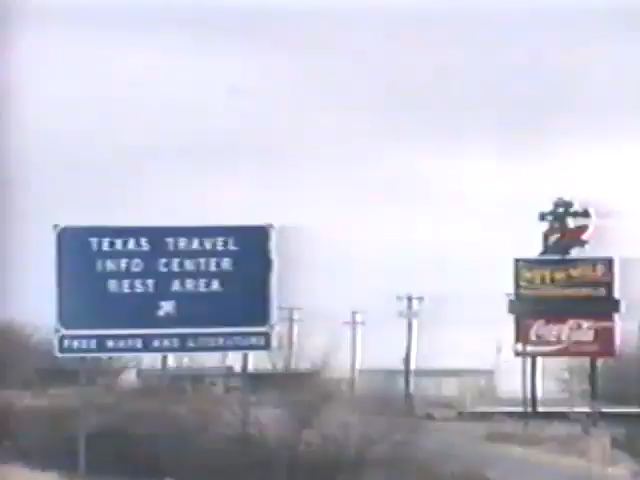 TEXAS TRAVEL
INFO CENTER
REST AREA
FREE MAPS AND LITERATURE
Coca-Cola